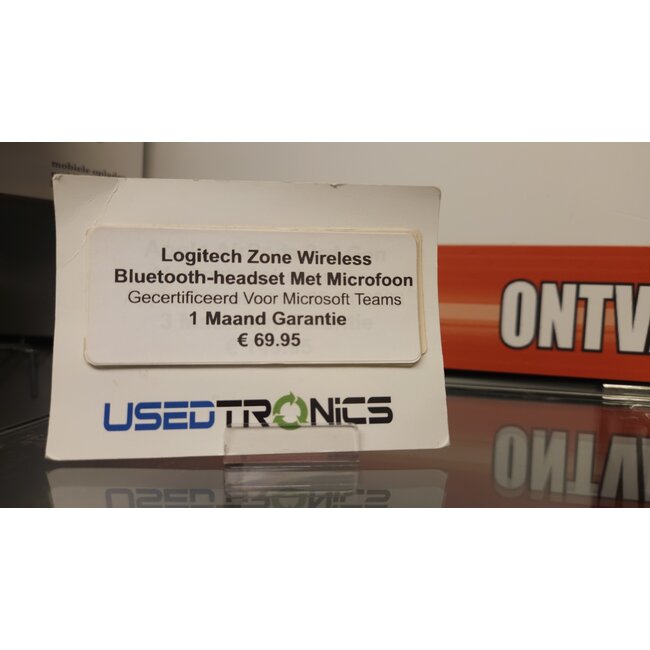 Logitech Zone Wireless
Bluetooth-headset Met Microfoon
Gecertificeerd Voor Microsoft Teams
1 Maand Garantie
€ 69.95
USEDTRONiCS
ONTV